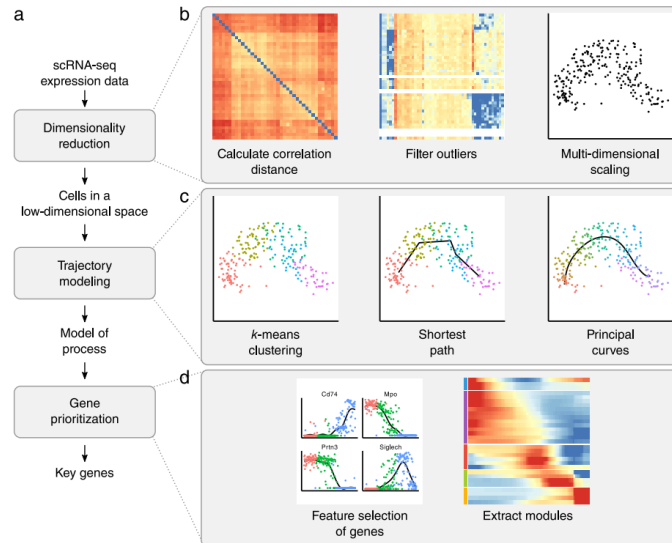 a
scRNA-seq
expression data
Dimensionality
reduction
Cells in a
low-dimensional space
Trajectory
modeling
Model of
process
Gene
prioritization
Key genes
b
Calculate correlation
distance
Filter outliers
Multi-dimensional
scaling
c
k-means
clustering
Shortest
path
Principal
curves
d
Cd74
Mpo
Prtn3
Siglech
Feature selection
of genes
Extract modules